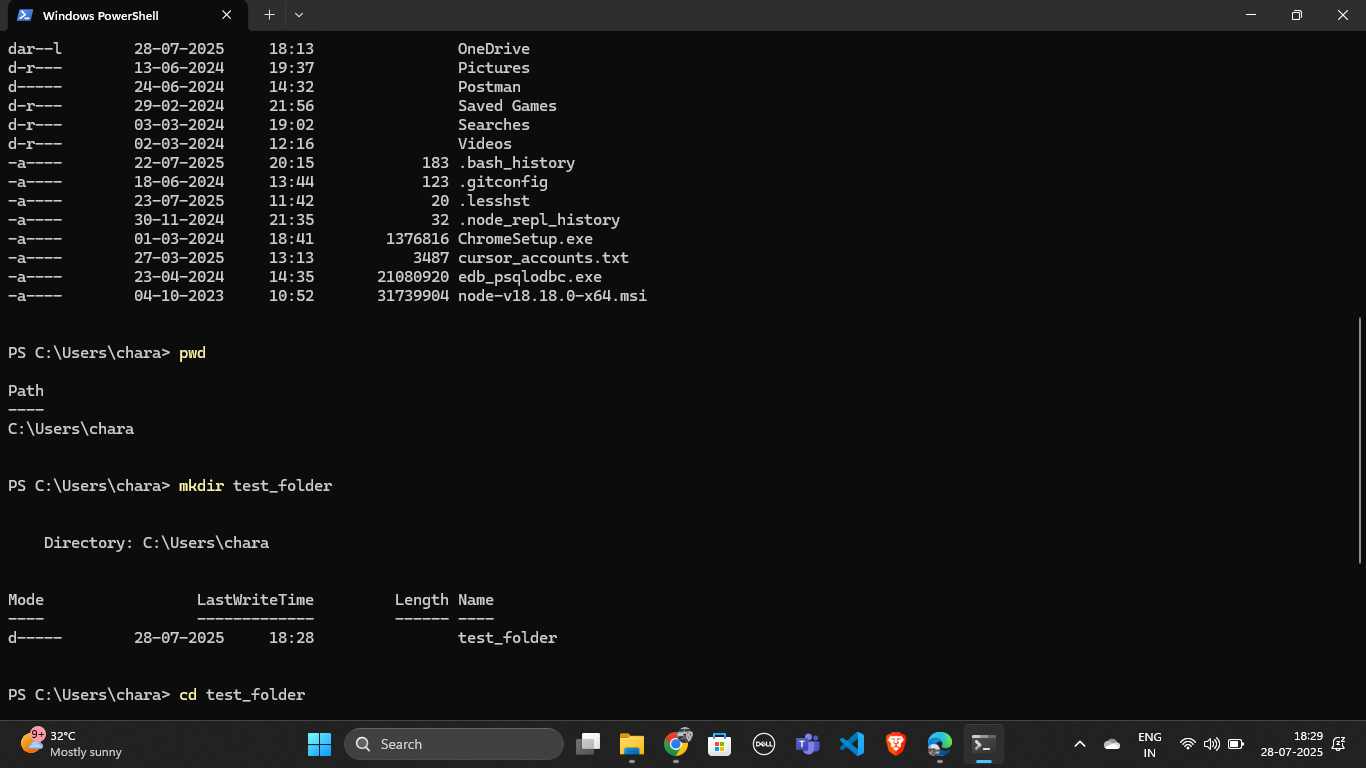 Windows PowerShell
dar--l 28-07-2025 18:13 OneDrive
d-r--- 13-06-2024 19:37 Pictures
d----- 24-06-2024 14:32 Postman
d-r--- 29-02-2024 21:56 Saved Games
d-r--- 03-03-2024 19:02 Searches
d-r--- 02-03-2024 12:16 Videos
-a---- 22-07-2025 20:15 183 .bash_history
-a---- 18-06-2024 13:44 123 .gitconfig
-a---- 23-07-2025 11:42 20 .lesshst
-a---- 30-11-2024 21:35 32 .node_repl_history
-a---- 01-03-2024 18:41 1376816 ChromeSetup.exe
-a---- 27-03-2025 13:13 3487 cursor_accounts.txt
-a---- 23-04-2024 14:35 21080920 edb_psqlodbc.exe
-a---- 04-10-2023 10:52 31739904 node-v18.18.0-x64.msi
PS C:\Users\chara> pwd
Path
----
C:\Users\chara
PS C:\Users\chara> mkdir test_folder
Directory: C:\Users\chara
Mode LastWriteTime Length Name
---- ------------- ------ ----
d----- 28-07-2025 18:28 test_folder
PS C:\Users\chara> cd test_folder
9+
32°C
Mostly sunny
Search
DELL
ENG
IN
18:29
28-07-2025